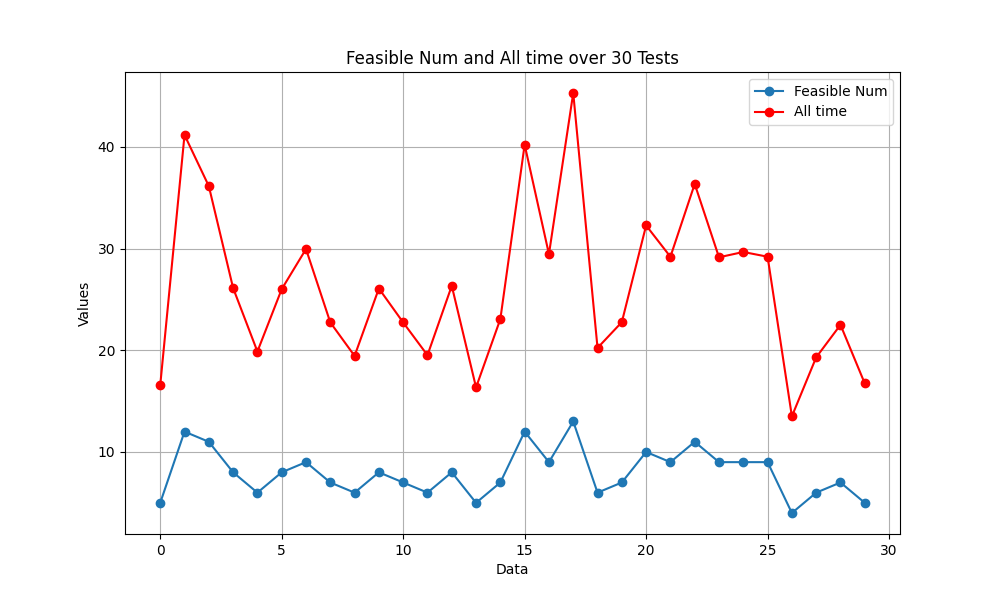 Feasible Num and All time over 30 Tests
Feasible Num
All time
40
30
20
10
Values
0 5 10 15 20 25 30
Data